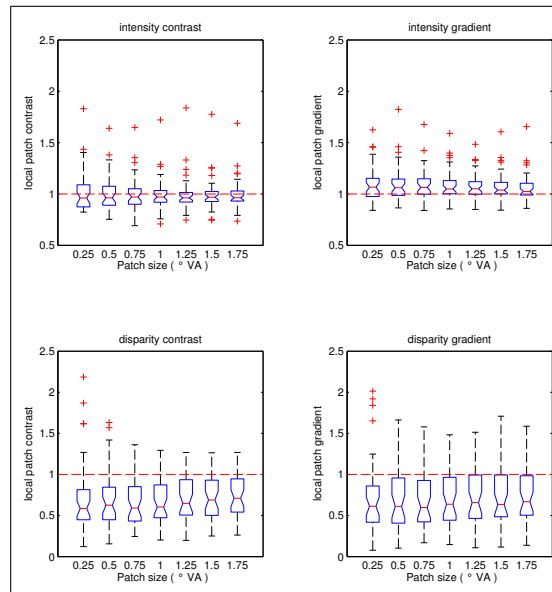 intensity contrast
2.5
2
1.5
1
0.5
local patch contrast
0.25 0.5 0.75 1 1.25 1.5 1.75
Patch size ( ° VA)
intensity gradient
2.5
2
1.5
1
0.5
local patch gradient
0.25 0.5 0.75 1 1.25 1.5 1.75
Patch size ( ° VA)
disparity contrast
2.5
2
1.5
1
0.5
0
local patch contrast
0.25 0.5 0.75 1 1.25 1.5 1.75
Patch size ( ° VA)
disparity gradient
2.5
2
1.5
1
0.5
0
local patch gradient
0.25 0.5 0.75 1 1.25 1.5 1.75
Patch size ( ° VA)